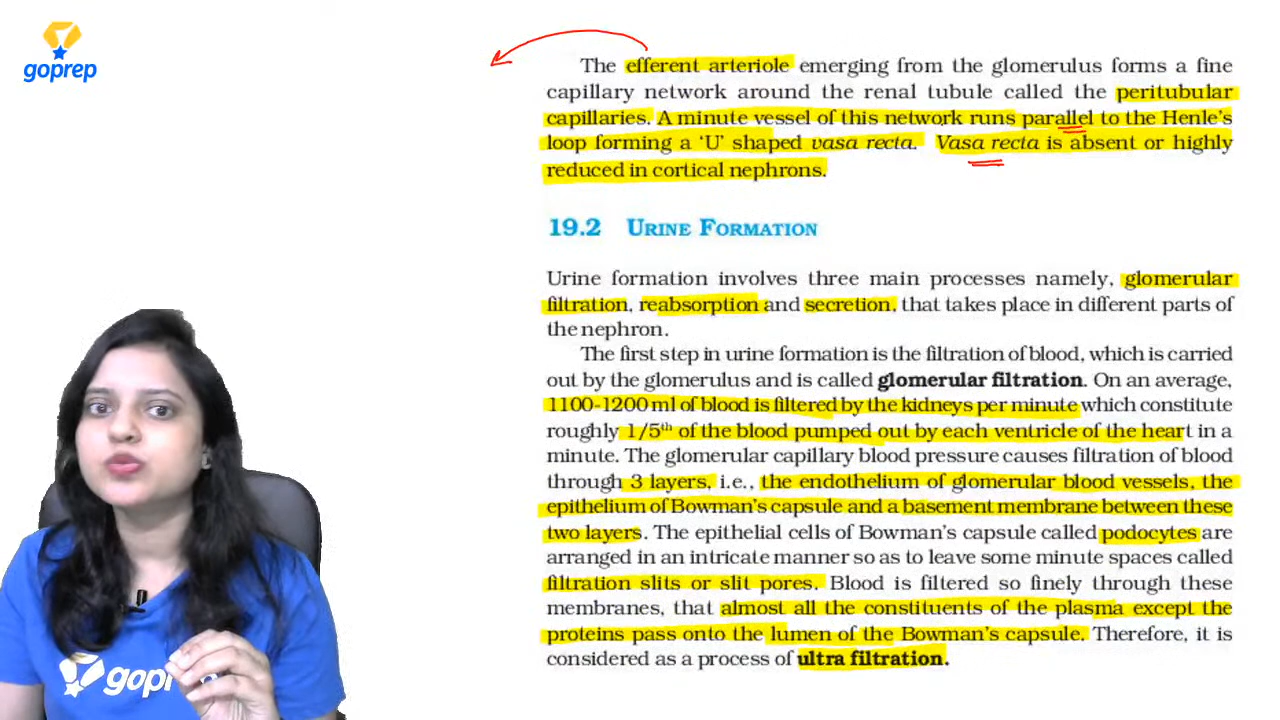 goprep
The efferent arteriole emerging from the glomerulus forms a fine
capillary network around the renal tubule called the peritubular
capillaries. A minute vessel of this network runs parallel to the Henle's
loop forming a 'U' shaped vasa recta. Vasa recta is absent or highly
reduced in cortical nephrons.
19.2 URINE FORMATION
Urine formation involves three main processes namely, glomerular
filtration, reabsorption and secretion, that takes place in different parts of
the nephron.
The first step in urine formation is the filtration of blood, which is carried
out by the glomerulus and is called glomerular filtration. On an average,
1100-1200 ml of blood is filtered by the kidneys per minute which constitute
roughly 1/5th of the blood pumped out by each ventricle of the heart in a
minute. The glomerular capillary blood pressure causes filtration of blood
through 3 layers, i.e., the endothelium of glomerular blood vessels, the
epithelium of Bowman's capsule and a basement membrane between these
two layers. The epithelial cells of Bowman's capsule called podocytes are
arranged in an intricate manner so as to leave some minute spaces called
filtration slits or slit pores. Blood is filtered so finely through these
membranes, that almost all the constituents of the plasma except the
proteins pass onto the lumen of the Bowman's capsule. Therefore, it is
considered as a process of ultra filtration.
gopr